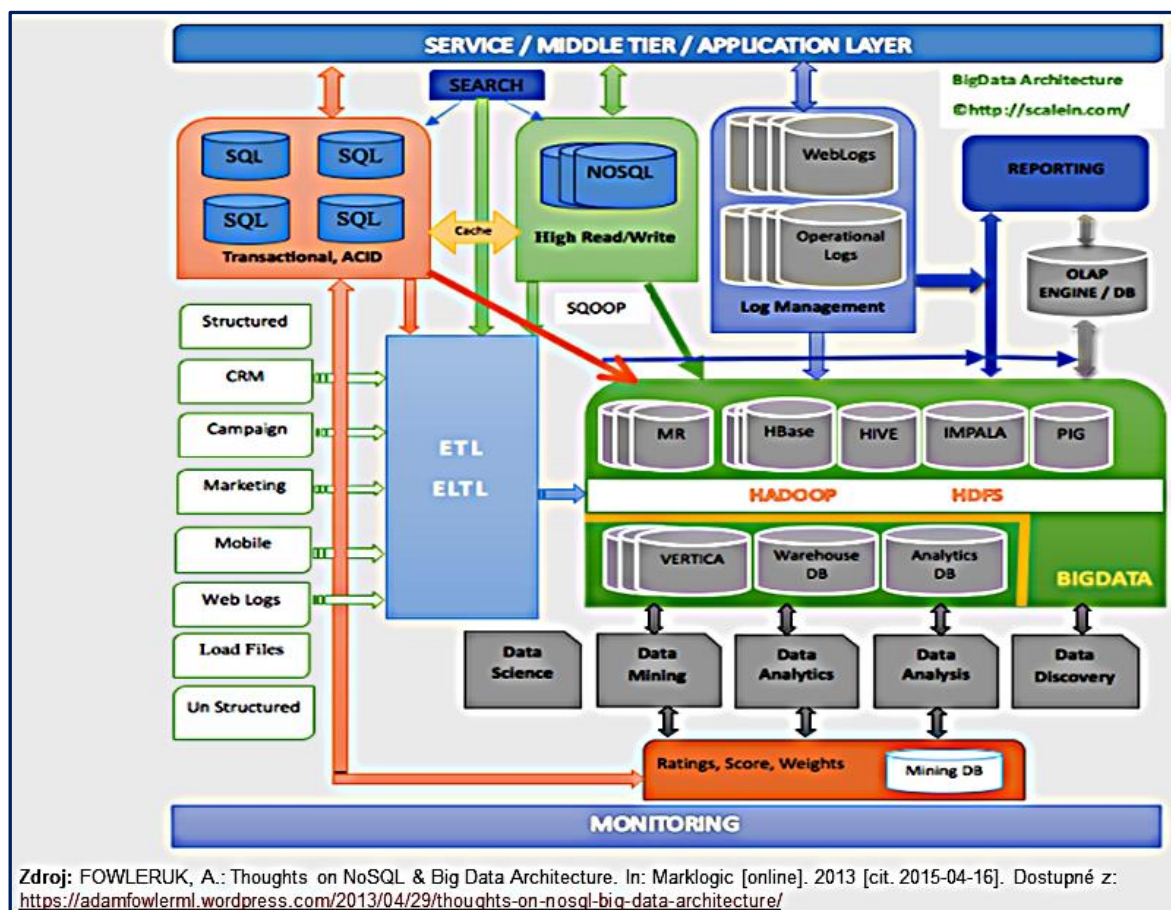 SERVICE / MIDDLE TIER / APPLICATION LAYER
SEARCH
BigData Architecture
©http://scalein.com/
SQL
SQL
SQL
SQL
Transactional, ACID
Cache
NOSQL
High Read/Write
WebLogs
Operational
Logs
Log Management
REPORTING
OLAP
ENGINE / DB
SQOOP
Structured
CRM
Campaign
Marketing
Mobile
Web Logs
Load Files
Un Structured
ETL
ELTL
MR
HBase
HIVE
IMPALA
PIG
HADOOP
HDFS
VERTICA
Warehouse
DB
Analytics
DB
BIGDATA
Data
Science
Data
Mining
Data
Analytics
Data
Analysis
Data
Discovery
Ratings, Score, Weights
Mining DB
MONITORING
Zdroj: FOWLERUK, A.: Thoughts on NoSQL & Big Data Architecture. In: Marklogic [online]. 2013 [cit. 2015-04-16]. Dostupné z:
https://adamfowlerml.wordpress.com/2013/04/29/thoughts-on-nosql-big-data-architecture/